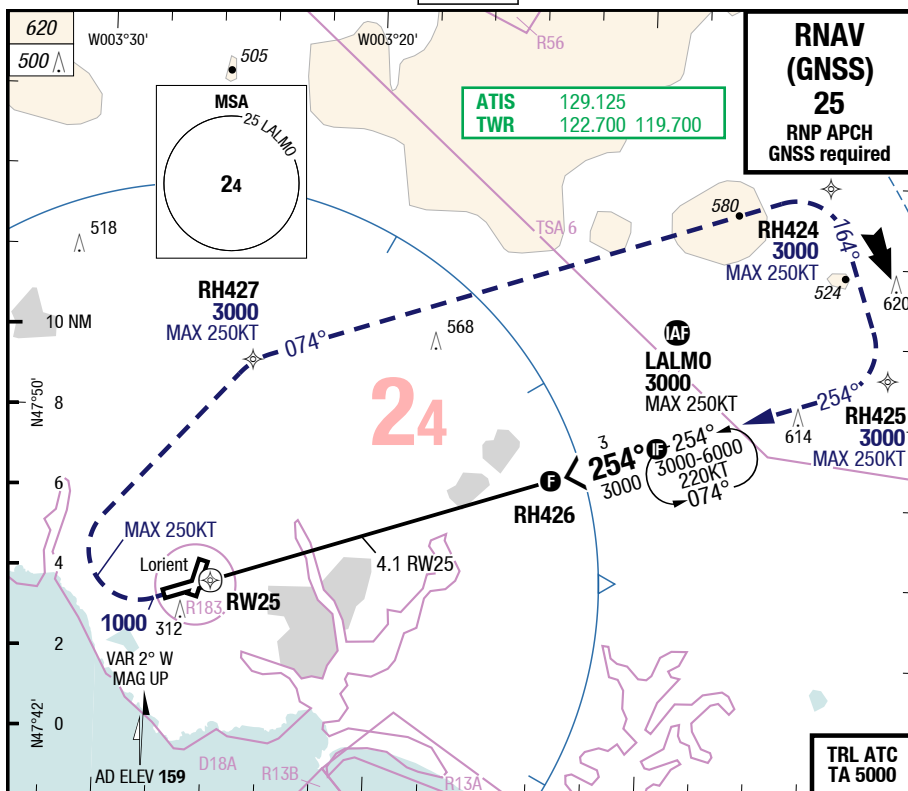 620
500
W003°30'
W003°20'
R56
505
MSA
25 LALMO
24
ATIS 129.125
TWR 122.700 119.700
RNAV
(GNSS)
25
RNP APCH
GNSS required
518
TSA 6
580
RH424
3000
MAX 250KT
164°
524
620
RH427
3000
MAX 250KT
074°
10 NM
568
IAF
LALMO
3000
MAX 250KT
N47°50'
8
24
254°
RH425
3000
MAX 250KT
614
3
254°
3000
IF
254°
3000-6000
220KT
074°
6
F
RH426
MAX 250KT
4
Lorient
4.1 RW25
RW25
R183
1000
312
2
VAR 2° W
MAG UP
N47°42'
0
AD ELEV 159
D18A
R13B
R13A
TRL ATC
TA 5000